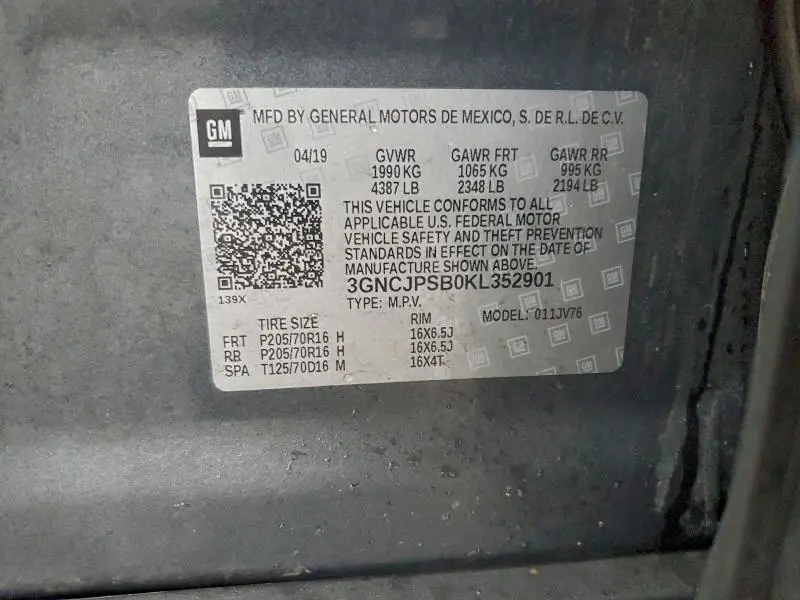 GM
MFD BY GENERAL MOTORS DE MEXICO, S. DE R.L. DE C.V.
04/19 GVWR GAWR FRT GAWR RR
1990 KG 1065 KG 995 KG
4387 LB 2348 LB 2194 LB
THIS VEHICLE CONFORMS TO ALL
APPLICABLE U.S. FEDERAL MOTOR
VEHICLE SAFETY AND THEFT PREVENTION
STANDARDS IN EFFECT ON THE DATE OF
MANUFACTURE SHOWN ABOVE.
3GNCJPSB0KL352901
139X
TYPE: M.P.V.
MODEL: 011JV76
TIRE SIZE RIM
FRT P205/70R16 H 16X6.5J
RR P205/70R16 H 16X6.5J
SPA T125/70D16 M 16X4T